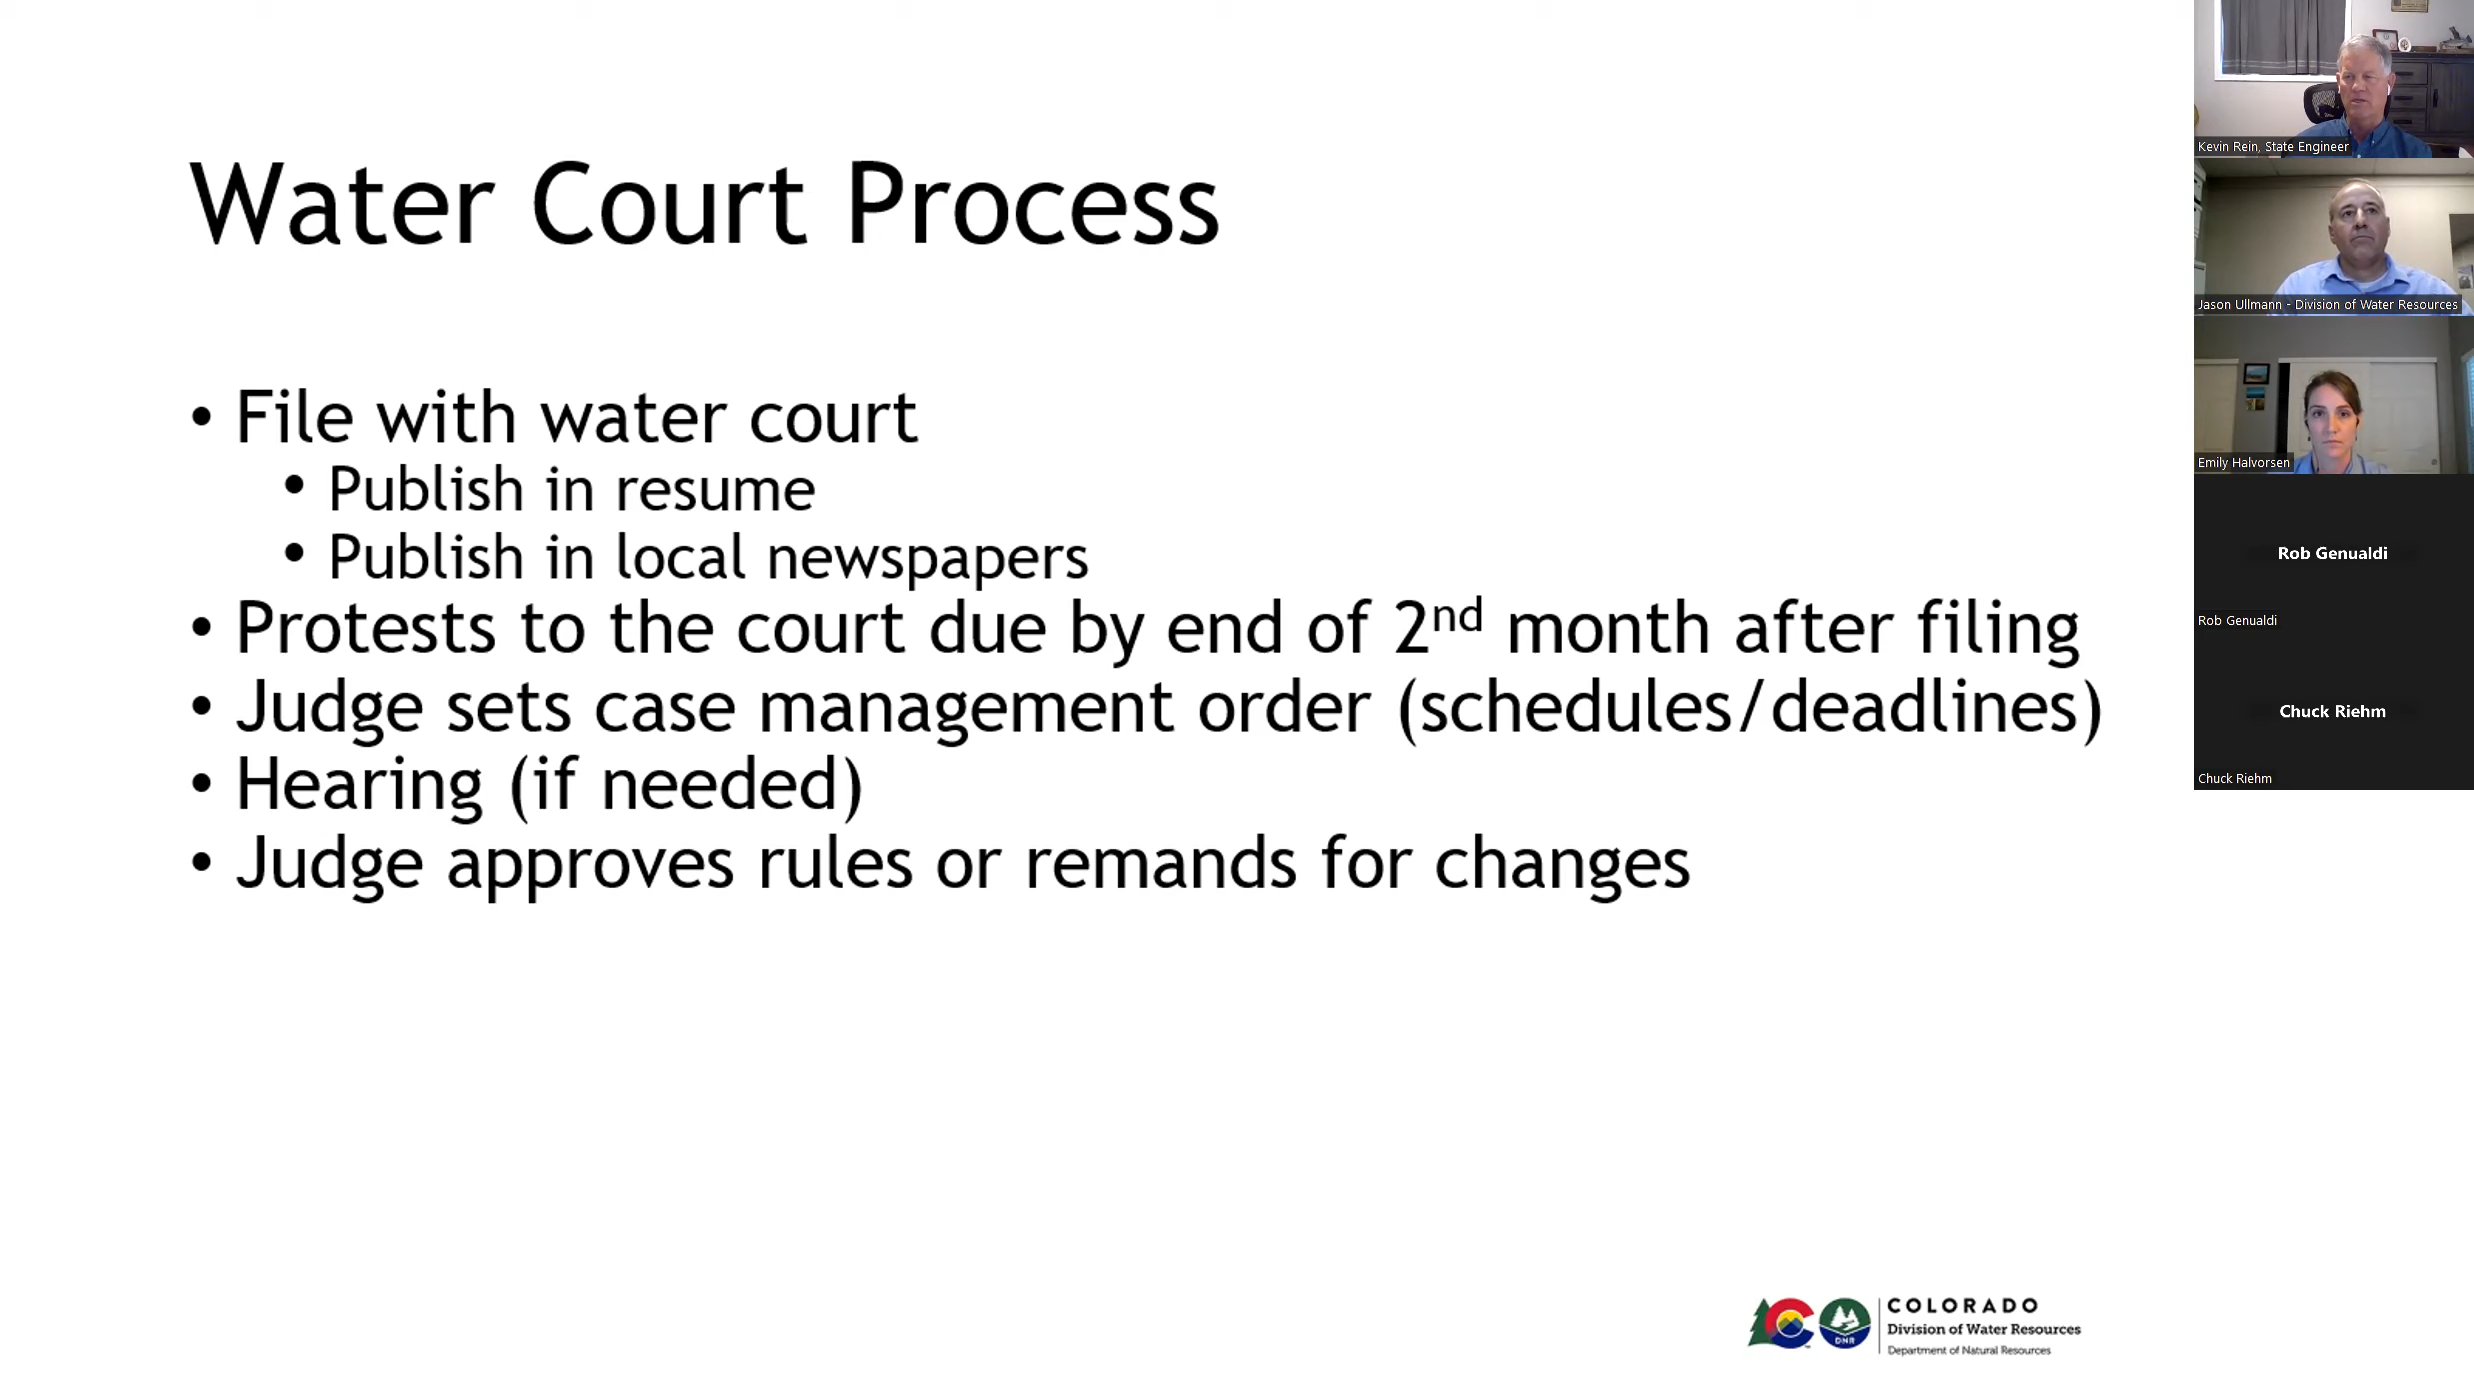 Water Court Process
• File with water court
• Publish in resume
• Publish in local newspapers
• Protests to the court due by end of 2nd month after filing
• Judge sets case management order (schedules/deadlines)
• Hearing (if needed)
• Judge approves rules or remands for changes
COLORADO
Division of Water Resources
Department of Natural Resources
DNR
Kevin Rein, State Engineer
Jason Ullmann - Division of Water Resources
Emily Halvorsen
Rob Genualdi
Rob Genualdi
Chuck Riehm
Chuck Riehm